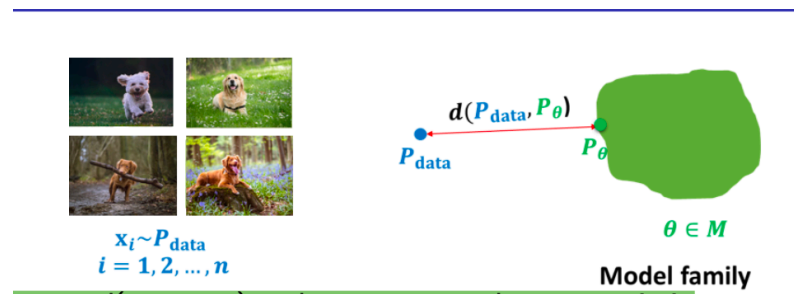 d(P_data, P_θ)
P_data
P_θ
x_i~P_data
i = 1, 2, ..., n
θ ∈ M
Model family